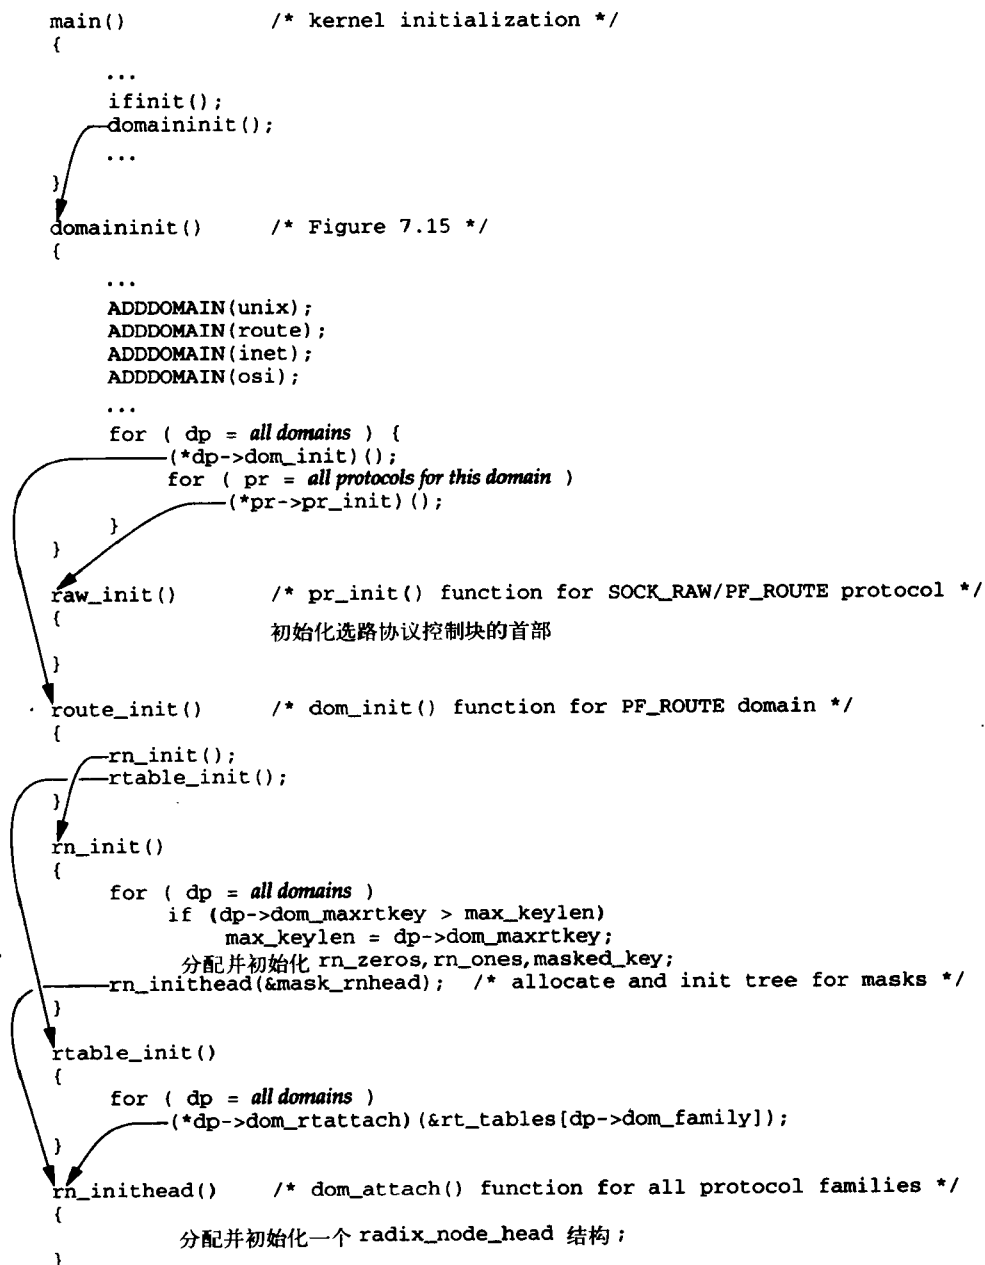 main()            /* kernel initialization */
{
...
ifinit();
domaininit();
...
}
domaininit()      /* Figure 7.15 */
{
...
ADDDOMAIN(unix);
ADDDOMAIN(route);
ADDDOMAIN(inet);
ADDDOMAIN(osi);
...
for ( dp = all domains ) {
(*dp->dom_init)();
for ( pr = all protocols for this domain )
(*pr->pr_init)();
}
}
raw_init()        /* pr_init() function for SOCK_RAW/PF_ROUTE protocol */
{
初始化选路协议控制块的首部
}
route_init()      /* dom_init() function for PF_ROUTE domain */
{
rn_init();
rtable_init();
}
rn_init()
{
for ( dp = all domains )
if (dp->dom_maxrtkey > max_keylen)
max_keylen = dp->dom_maxrtkey;
分配并初始化 rn_zeros,rn_ones,masked_key;
rn_inithead(&mask_rnhead);  /* allocate and init tree for masks */
}
rtable_init()
{
for ( dp = all domains )
(*dp->dom_rtattach)(&rt_tables[dp->dom_family]);
}
rn_inithead()     /* dom_attach() function for all protocol families */
{
分配并初始化一个 radix_node_head 结构;
}